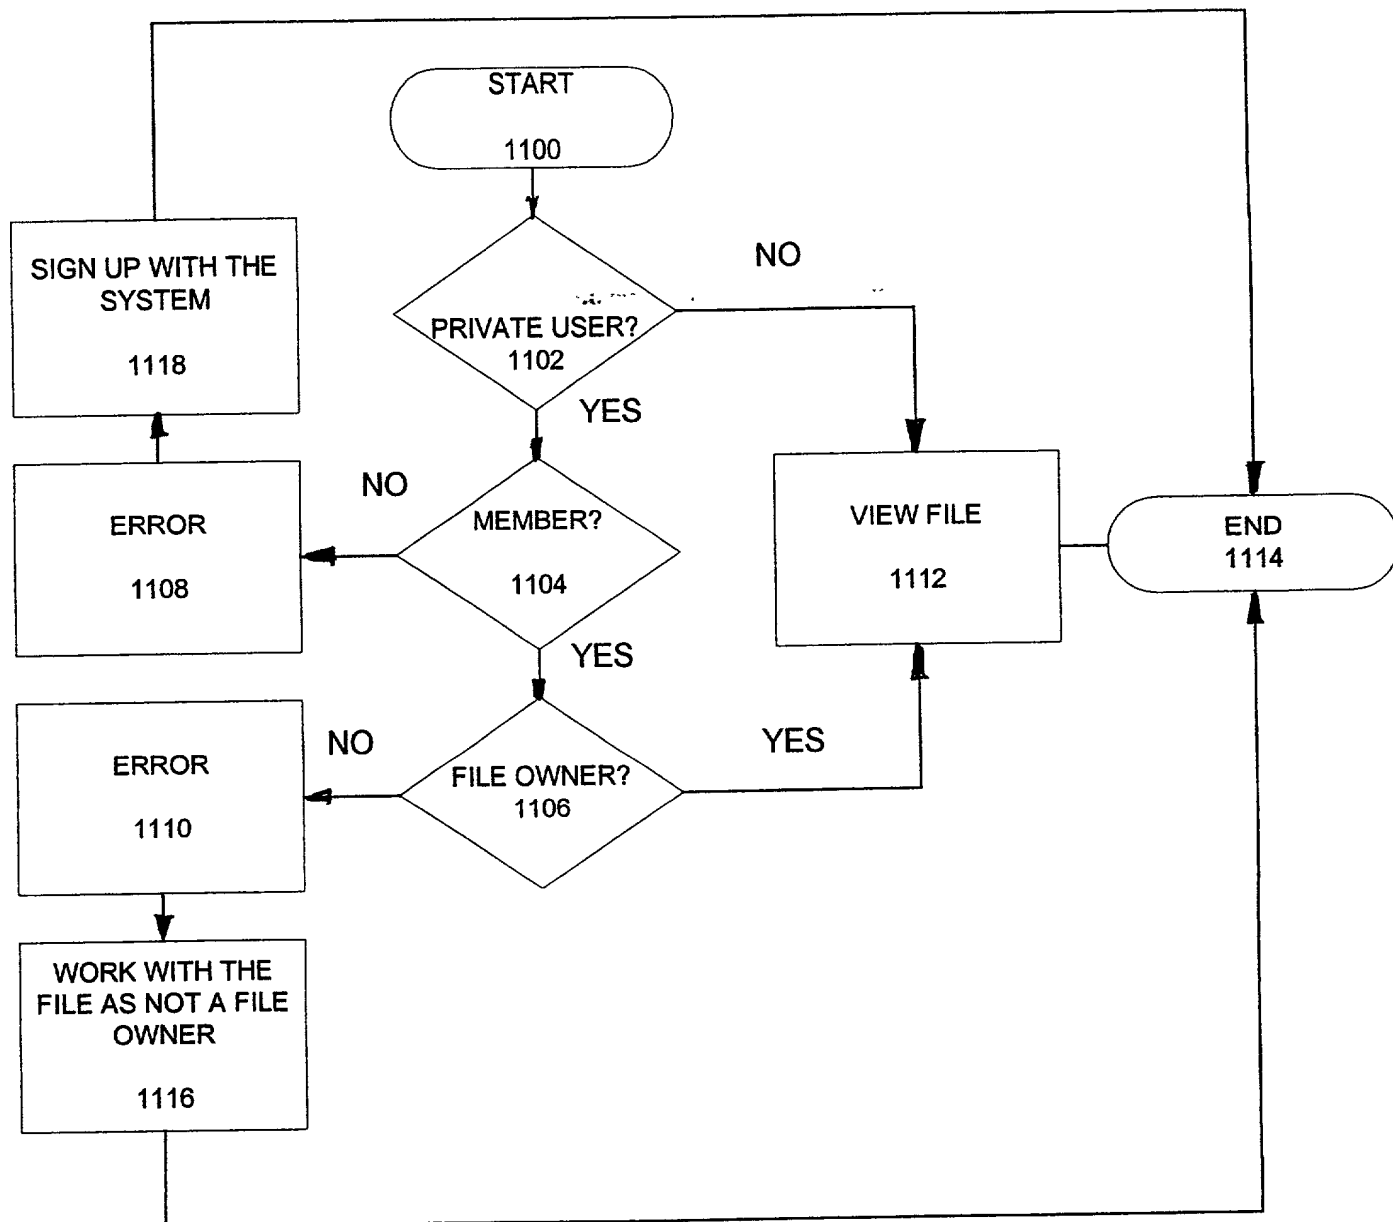 START
1100
NO
SIGN UP WITH THE
SYSTEM
1118
PRIVATE USER?
1102
YES
NO
ERROR
1108
MEMBER?
1104
VIEW FILE
1112
END
1114
YES
NO
YES
ERROR
1110
FILE OWNER?
1106
WORK WITH THE
FILE AS NOT A FILE
OWNER
1116